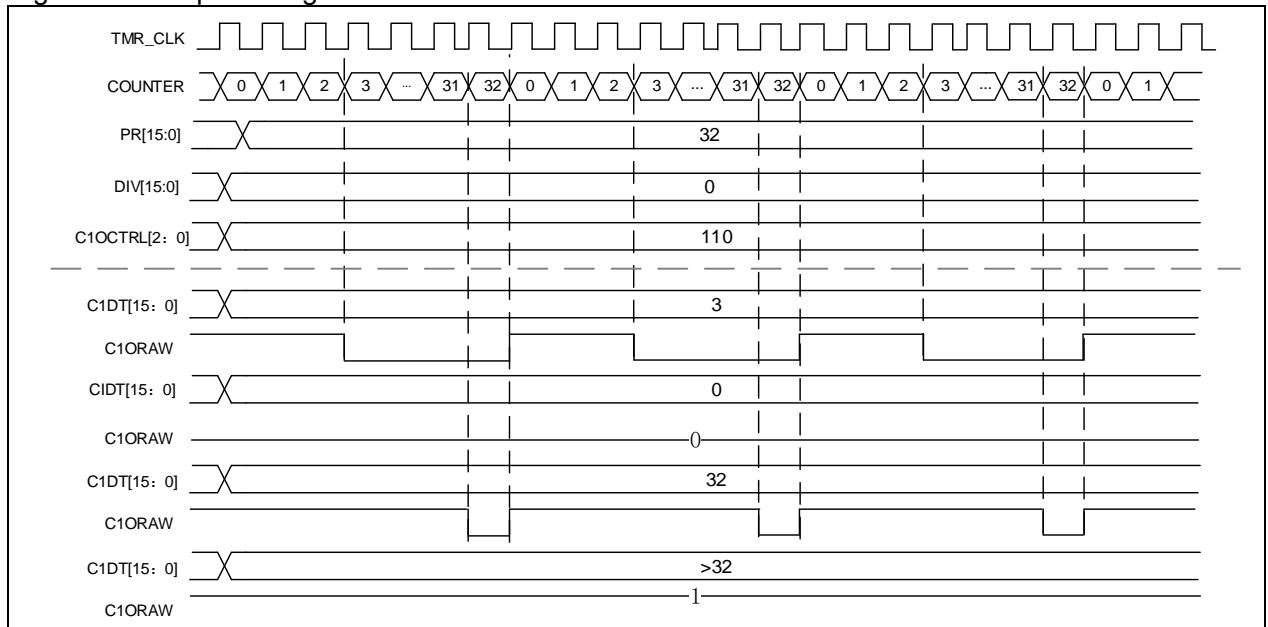 TMR_CLK
COUNTER 0 1 2 3 ... 31 32 0 1 2 3 ... 31 32 0 1 2 3 ... 31 32 0 1
PR[15:0] 32
DIV[15:0] 0
C1OCTRL[2：0] 110
C1DT[15：0] 3
C1ORAW
CIDT[15：0] 0
C1ORAW 0
C1DT[15：0] 32
C1ORAW
C1DT[15：0] >32
C1ORAW 1